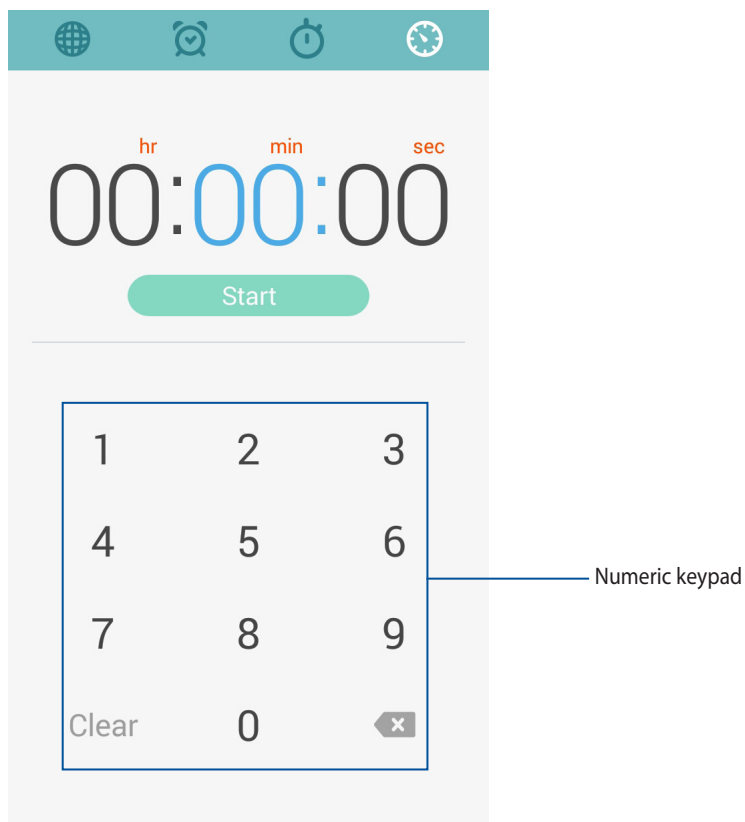 hr min sec
00:00:00
Start
1 2 3
4 5 6
Numeric keypad
7 8 9
Clear 0